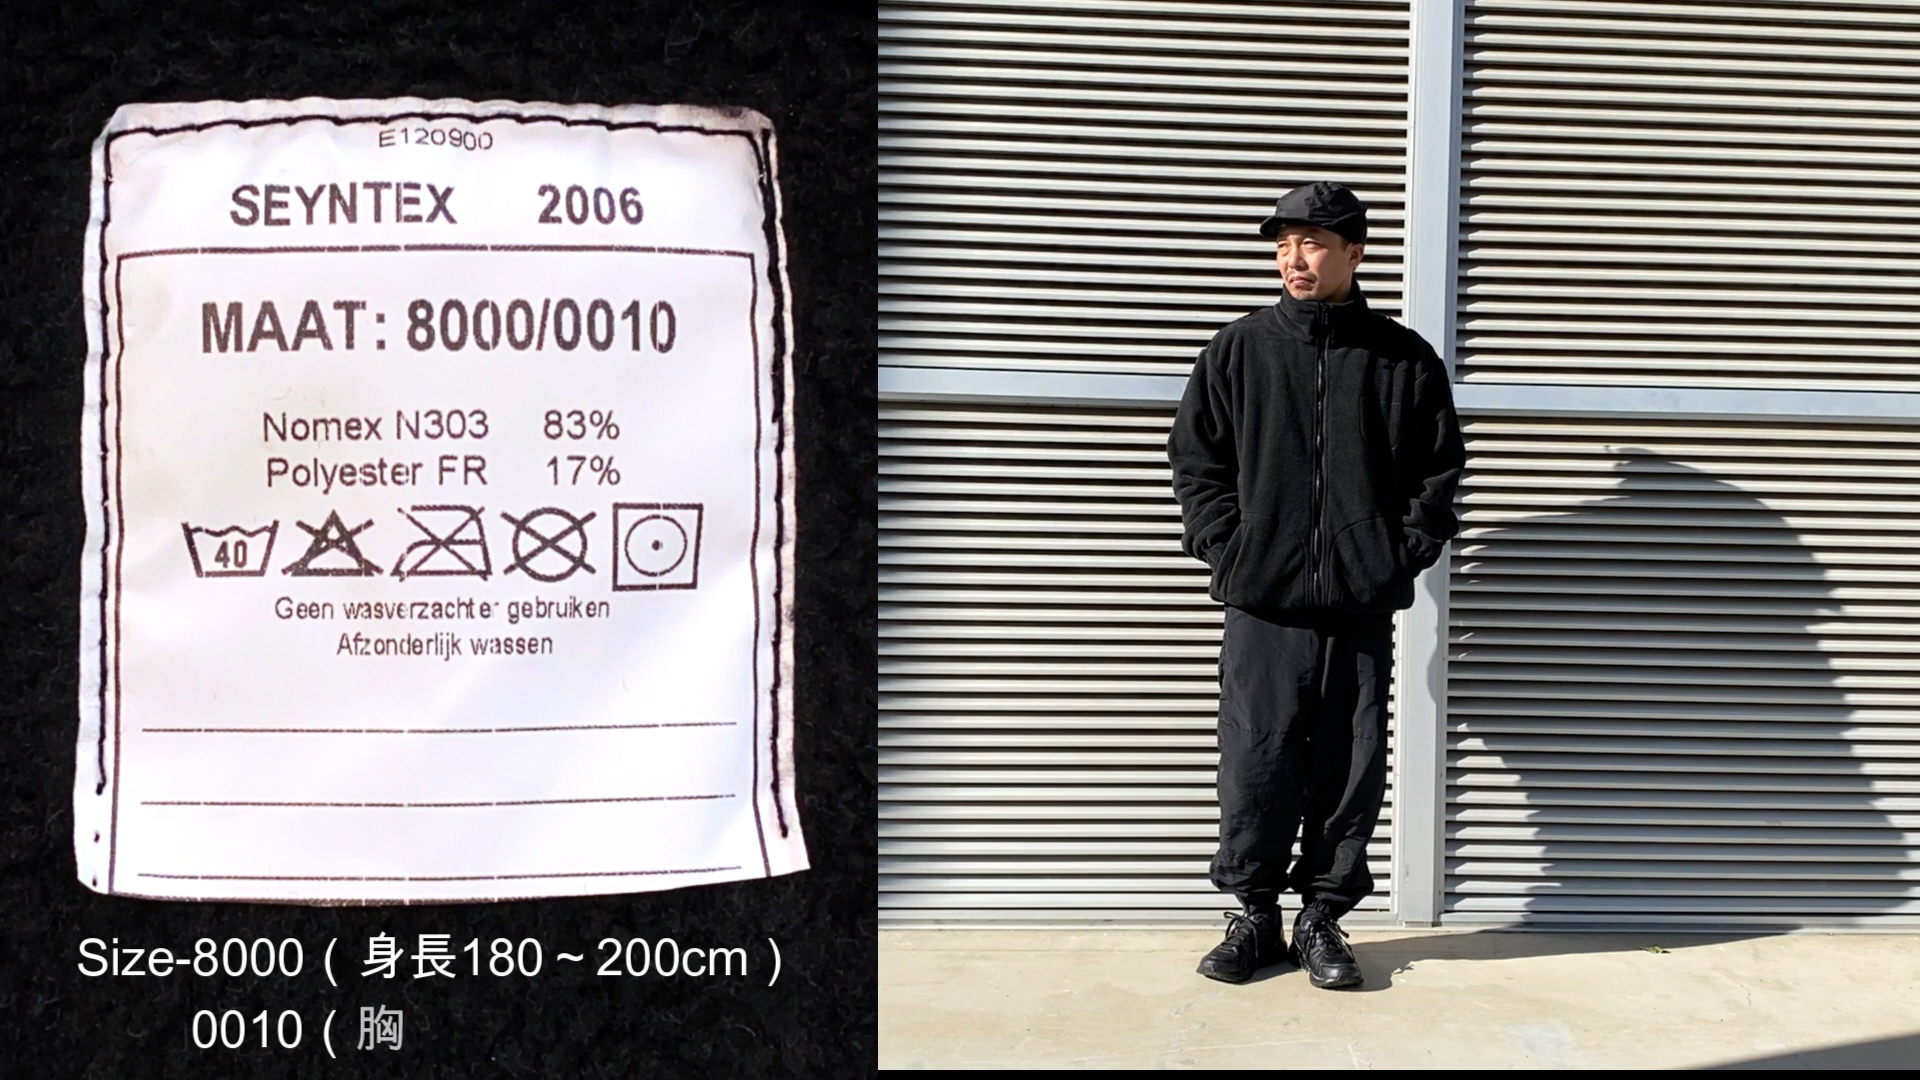 E120900
SEYNTEX 2006
MAAT: 8000/0010
Nomex N303 83%
Polyester FR 17%
40
Geen wasverzachter gebruiken
Afzonderlijk wassen
Size-8000（身長180～200cm）
0010（胸